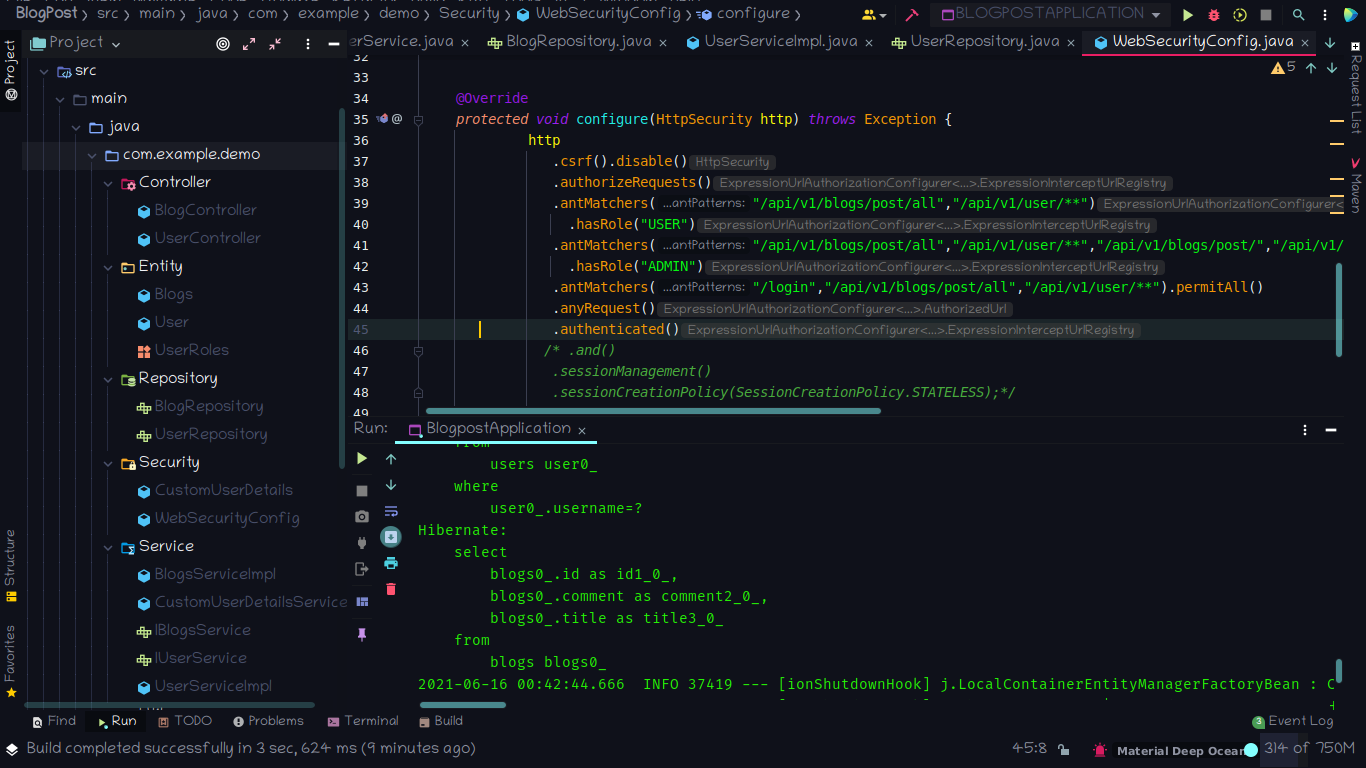 BlogPost > src > main > java > com > example > demo > Security > WebSecurityConfig > configure >
BLOGPOSTAPPLICATION
Project
erService.java
BlogRepository.java
UserServiceImpl.java
UserRepository.java
WebSecurityConfig.java
Project
Structure
Favorites
Request List
Maven
src
main
java
com.example.demo
Controller
BlogController
UserController
Entity
Blogs
User
UserRoles
Repository
BlogRepository
UserRepository
Security
CustomUserDetails
WebSecurityConfig
Service
BlogsServiceImpl
CustomUserDetailsService
IBlogsService
IUserService
UserServiceImpl
5
32
33
34 @Override
35 @ protected void configure(HttpSecurity http) throws Exception {
36 http
37 .csrf().disable() HttpSecurity
38 .authorizeRequests() ExpressionUrlAuthorizationConfigurer<...>.ExpressionInterceptUrlRegistry
39 .antMatchers( ...antPatterns: "/api/v1/blogs/post/all","/api/v1/user/**") ExpressionUrlAuthorizationConfigurer<
40 .hasRole("USER") ExpressionUrlAuthorizationConfigurer<...>.ExpressionInterceptUrlRegistry
41 .antMatchers( ...antPatterns: "/api/v1/blogs/post/all","/api/v1/user/**","/api/v1/blogs/post/","/api/v1/
42 .hasRole("ADMIN") ExpressionUrlAuthorizationConfigurer<...>.ExpressionInterceptUrlRegistry
43 .antMatchers( ...antPatterns: "/login","/api/v1/blogs/post/all","/api/v1/user/**").permitAll()
44 .anyRequest() ExpressionUrlAuthorizationConfigurer<...>.AuthorizedUrl
45 .authenticated() ExpressionUrlAuthorizationConfigurer<...>.ExpressionInterceptUrlRegistry
46 /* .and()
47 .sessionManagement()
48 .sessionCreationPolicy(SessionCreationPolicy.STATELESS);*/
49
Run: BlogpostApplication
from
users user0_
where
user0_.username=?
Hibernate:
select
blogs0_.id as id1_0_,
blogs0_.comment as comment2_0_,
blogs0_.title as title3_0_
from
blogs blogs0_
2021-06-16 00:42:44.666 INFO 37419 --- [ionShutdownHook] j.LocalContainerEntityManagerFactoryBean : C
Find Run TODO Problems Terminal Build 3 Event Log
Build completed successfully in 3 sec, 624 ms (9 minutes ago) 45:8 Material Deep Ocean 314 of 750M